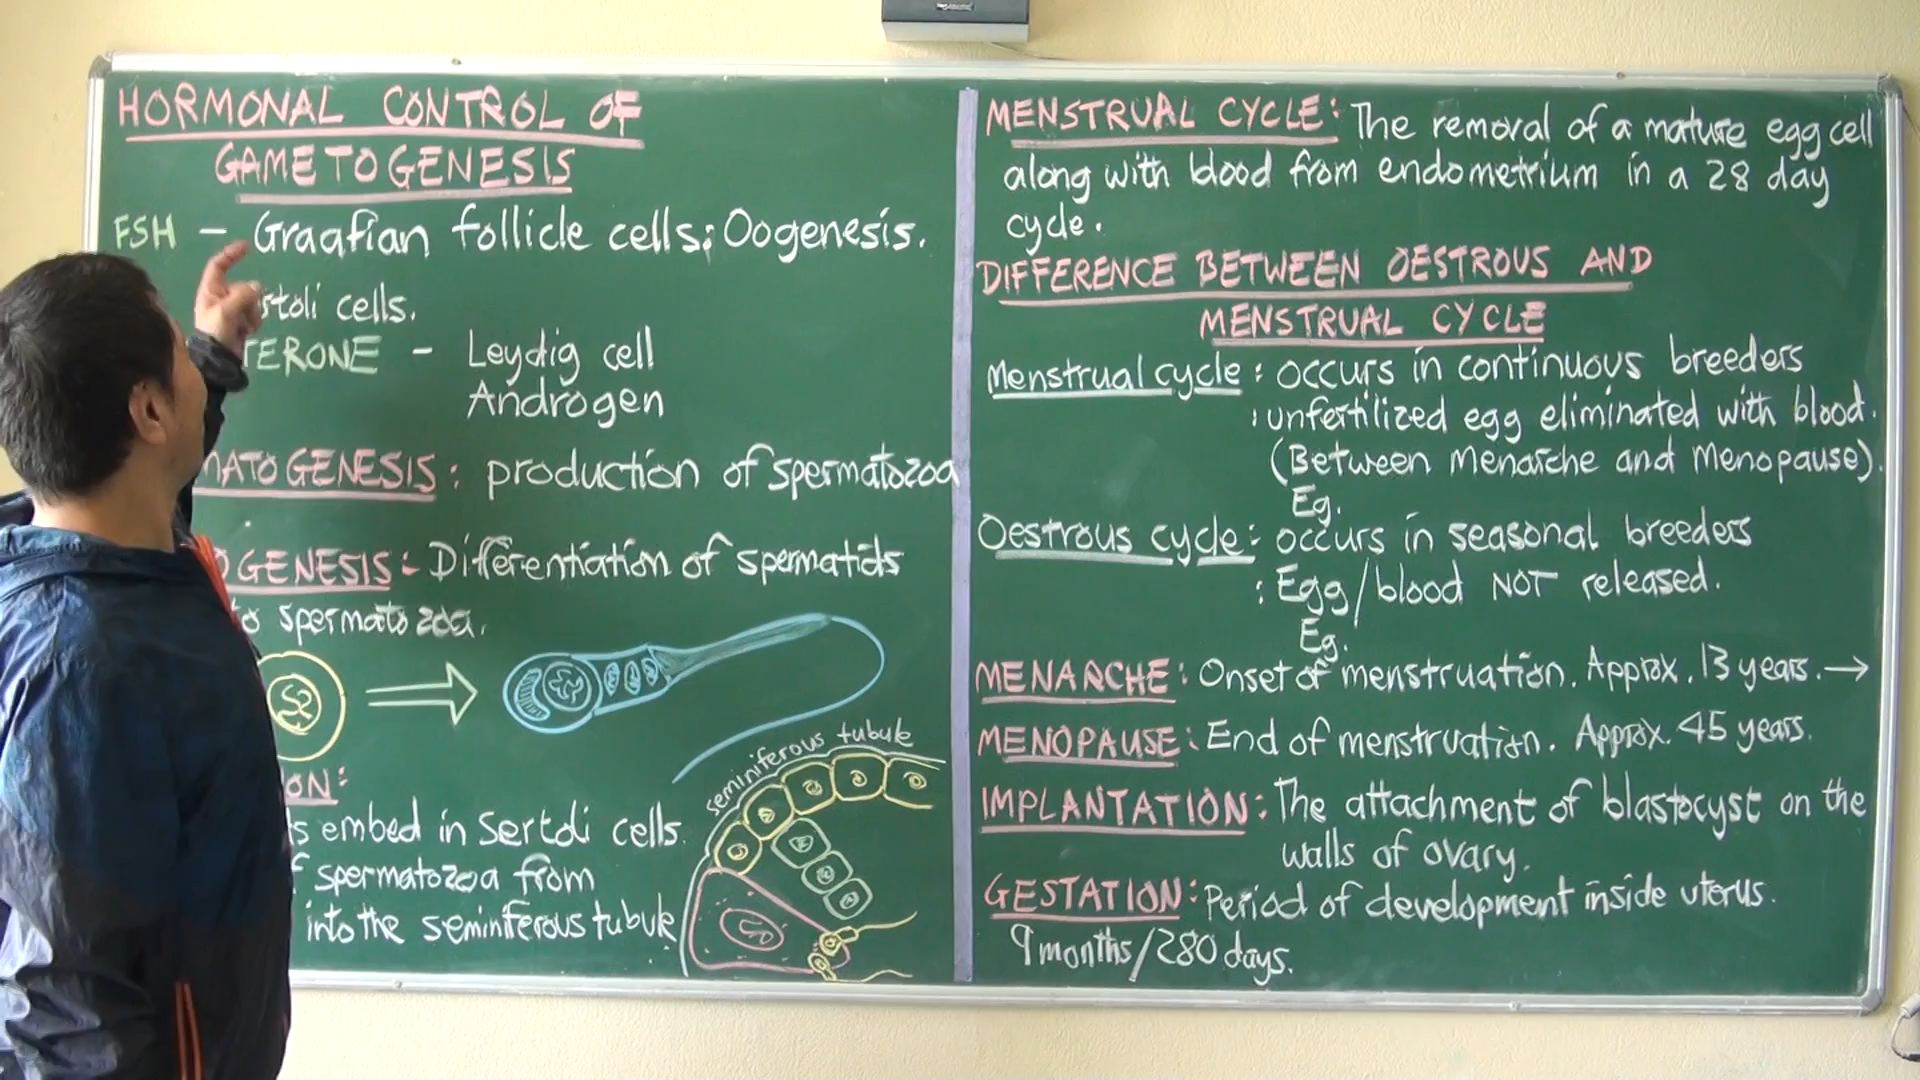 HORMONAL CONTROL OF
GAMETOGENESIS
FSH - Graafian follicle cells: Oogenesis.
stoli cells.
TERONE - Leydig cell
Androgen
MATOGENESIS: production of spermatozoa
OGENESIS: Differentiation of spermatids
to spermatozoa.
ON:
s embed in Sertoli cells.
f spermatozoa from
into the seminiferous tubule
seminiferous tubule
MENSTRUAL CYCLE: The removal of a mature egg cell
along with blood from endometrium in a 28 day
cycle.
DIFFERENCE BETWEEN OESTROUS AND
MENSTRUAL CYCLE
Menstrual cycle: occurs in continuous breeders
: unfertilized egg eliminated with blood.
(Between Menarche and Menopause).
Eg.
Oestrous cycle: occurs in seasonal breeders
: Egg/blood NOT released.
Eg.
MENARCHE: Onset of menstruation. Approx. 13 years. →
MENOPAUSE: End of menstruation. Approx. 45 years.
IMPLANTATION: The attachment of blastocyst on the
walls of ovary.
GESTATION: Period of development inside uterus.
9 months/280 days.